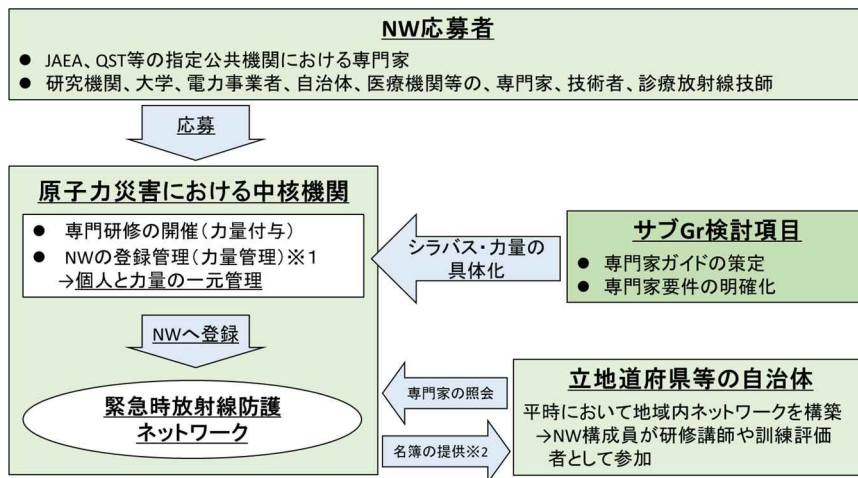 NW応募者
● JAEA、QST等の指定公共機関における専門家
● 研究機関、大学、電力事業者、自治体、医療機関等の、専門家、技術者、診療放射線技師
応募
原子力災害における中核機関
● 専門研修の開催(力量付与)
● NWの登録管理(力量管理)※1
→個人と力量の一元管理
NWへ登録
緊急時放射線防護
ネットワーク
シラバス・力量の
具体化
サブGr検討項目
● 専門家ガイドの策定
● 専門家要件の明確化
専門家の照会
名簿の提供※2
立地道府県等の自治体
平時において地域内ネットワークを構築
→NW構成員が研修講師や訓練評価
者として参加